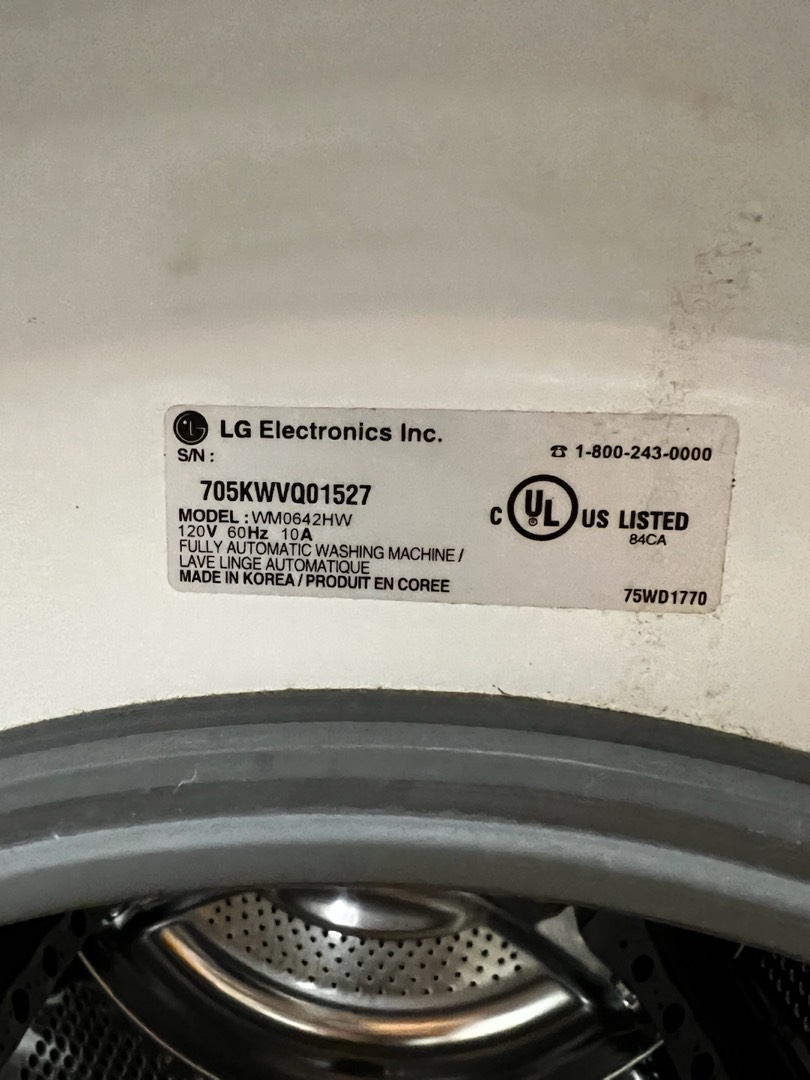 LG Electronics Inc.
S/N :
☎ 1-800-243-0000
705KWVQ01527
MODEL : WM0642HW
120V 60Hz 10A
FULLY AUTOMATIC WASHING MACHINE /
LAVE LINGE AUTOMATIQUE
MADE IN KOREA / PRODUIT EN COREE
C UL US LISTED
84CA
75WD1770